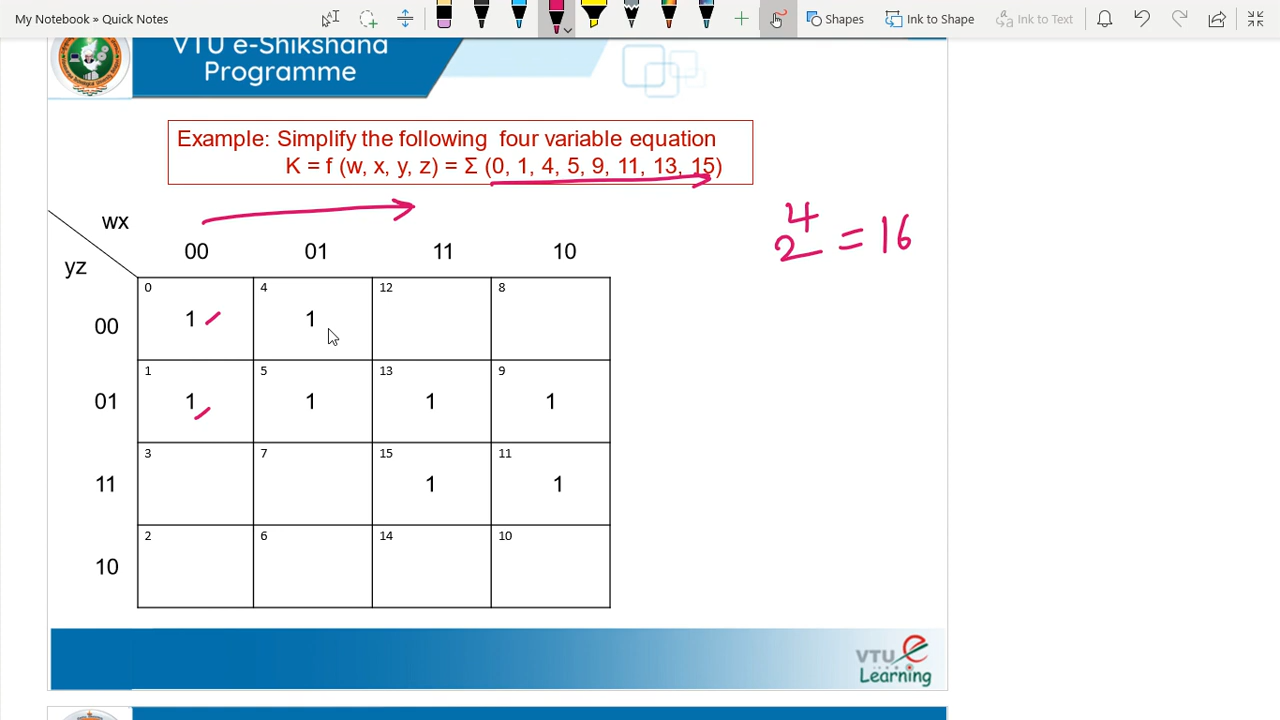 My Notebook » Quick Notes
Shapes
Ink to Shape
Ink to Text
VTU e-Shikshana
Programme
Example: Simplify the following four variable equation
K = f (w, x, y, z) = Σ (0, 1, 4, 5, 9, 11, 13, 15)
2⁴ = 16
wx
yz
00 01 11 10
0 4 12 8
00 1 1
1 5 13 9
01 1 1 1 1
3 7 15 11
11 1 1
2 6 14 10
10
VTU e
Learning